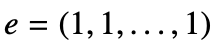 e = (1, 1, . . . , 1)